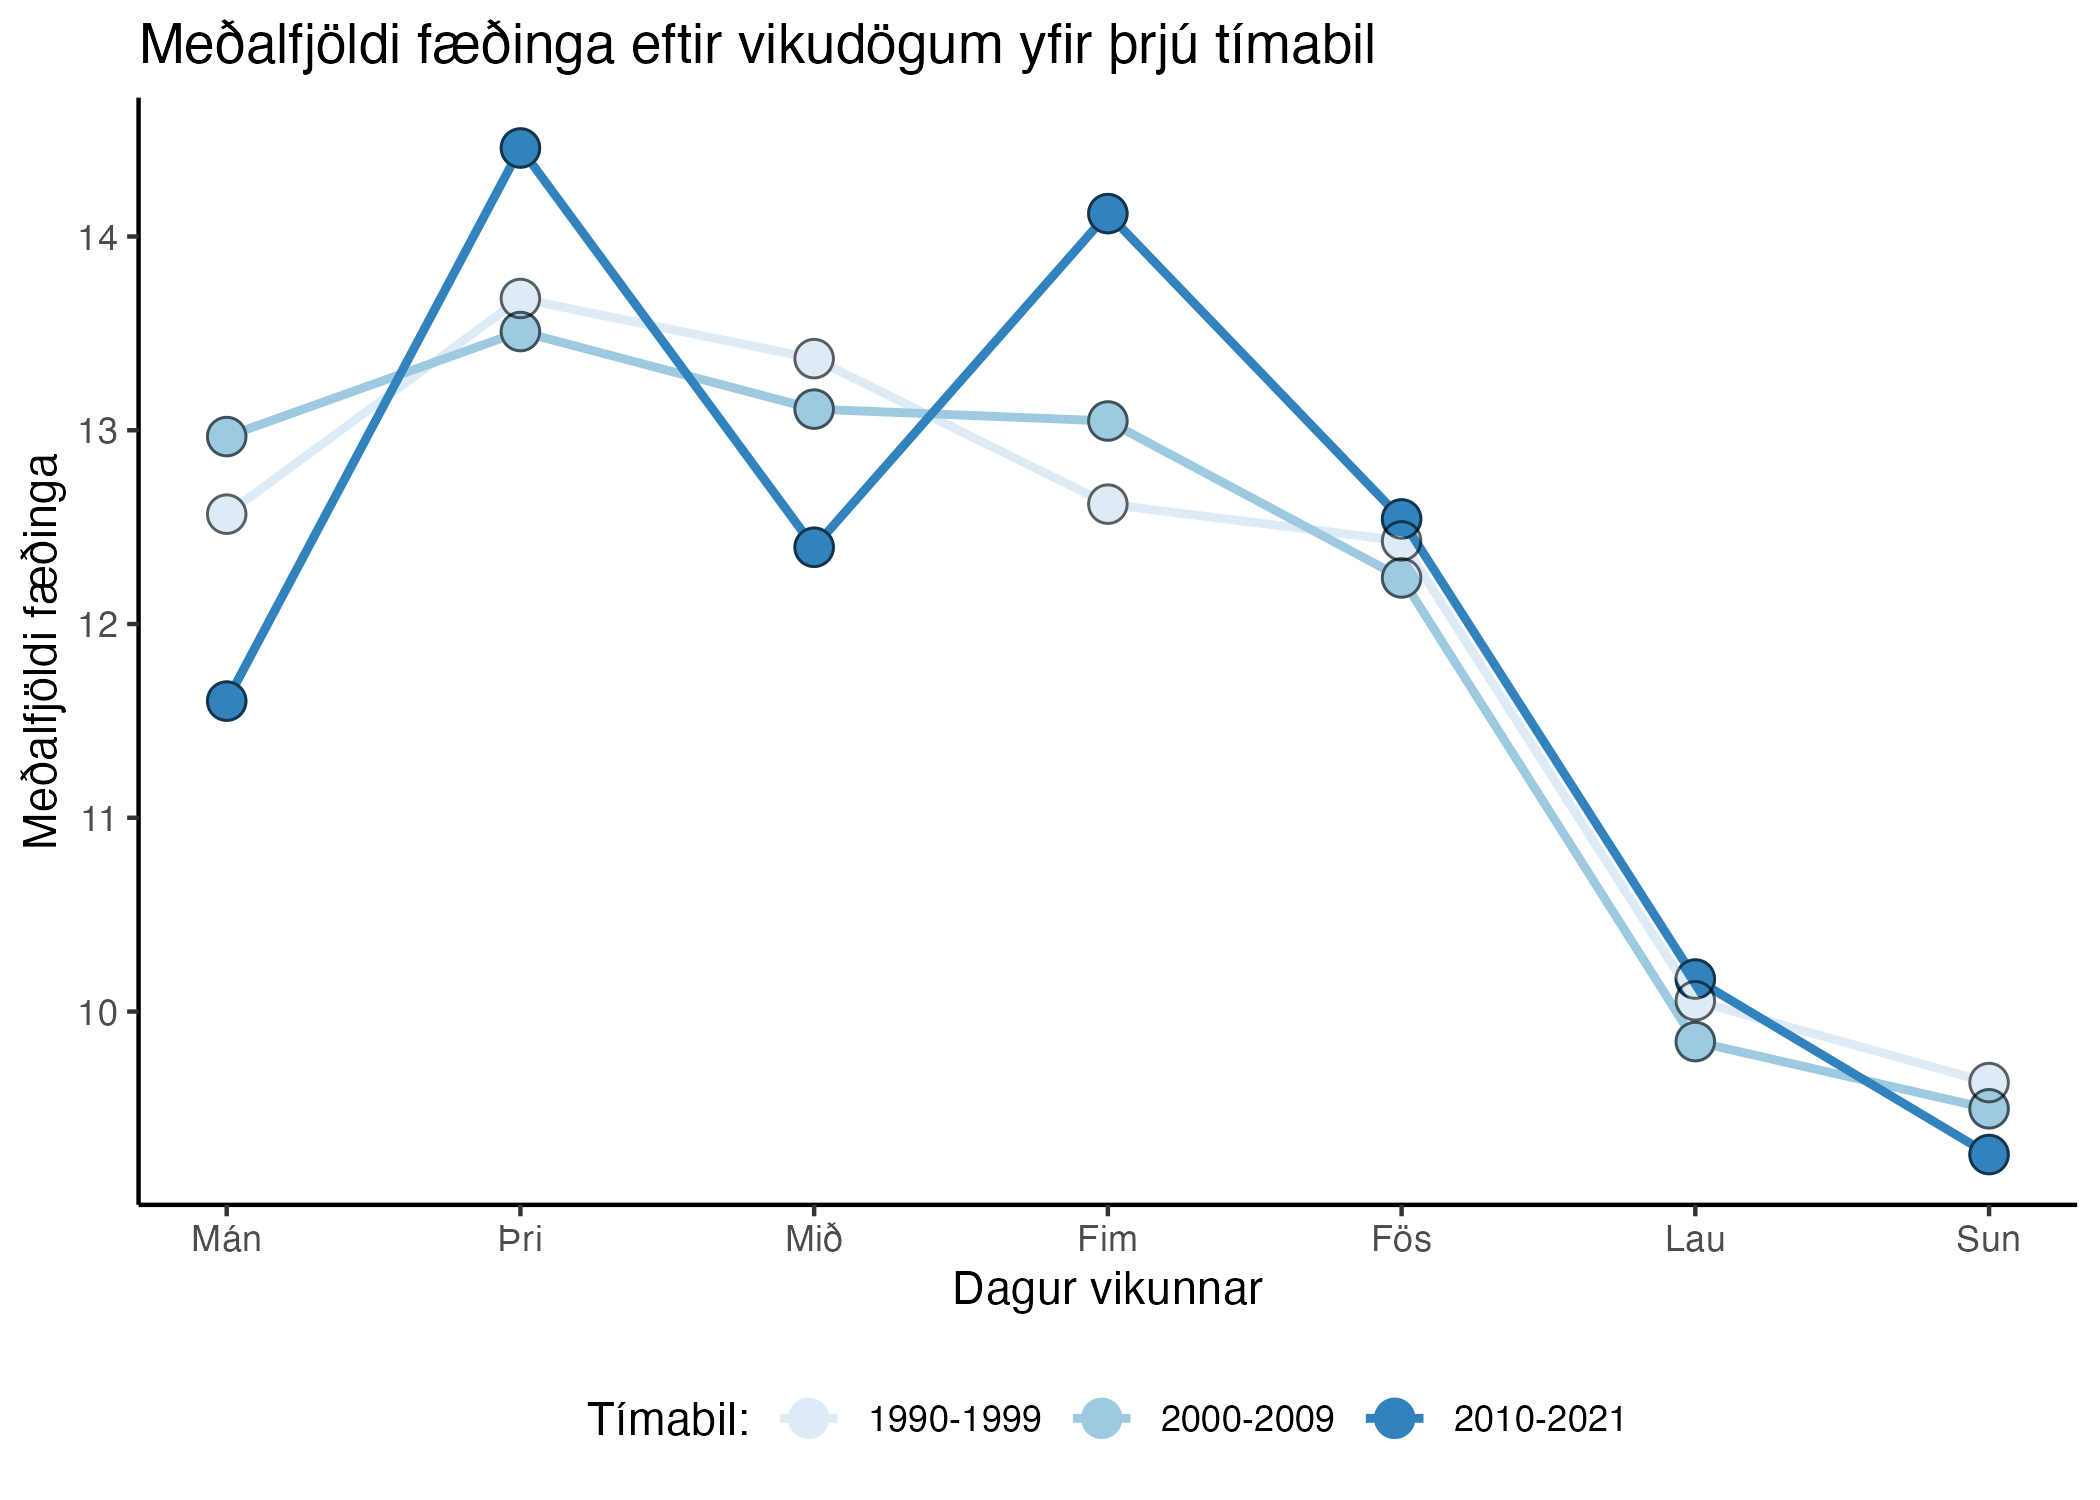 Meðalfjöldi fæðinga eftir vikudögum yfir þrjú tímabil
Meðalfjöldi fæðinga
14
13
12
11
10
Mán Þri Mið Fim Fös Lau Sun
Dagur vikunnar
Tímabil: 1990-1999 2000-2009 2010-2021